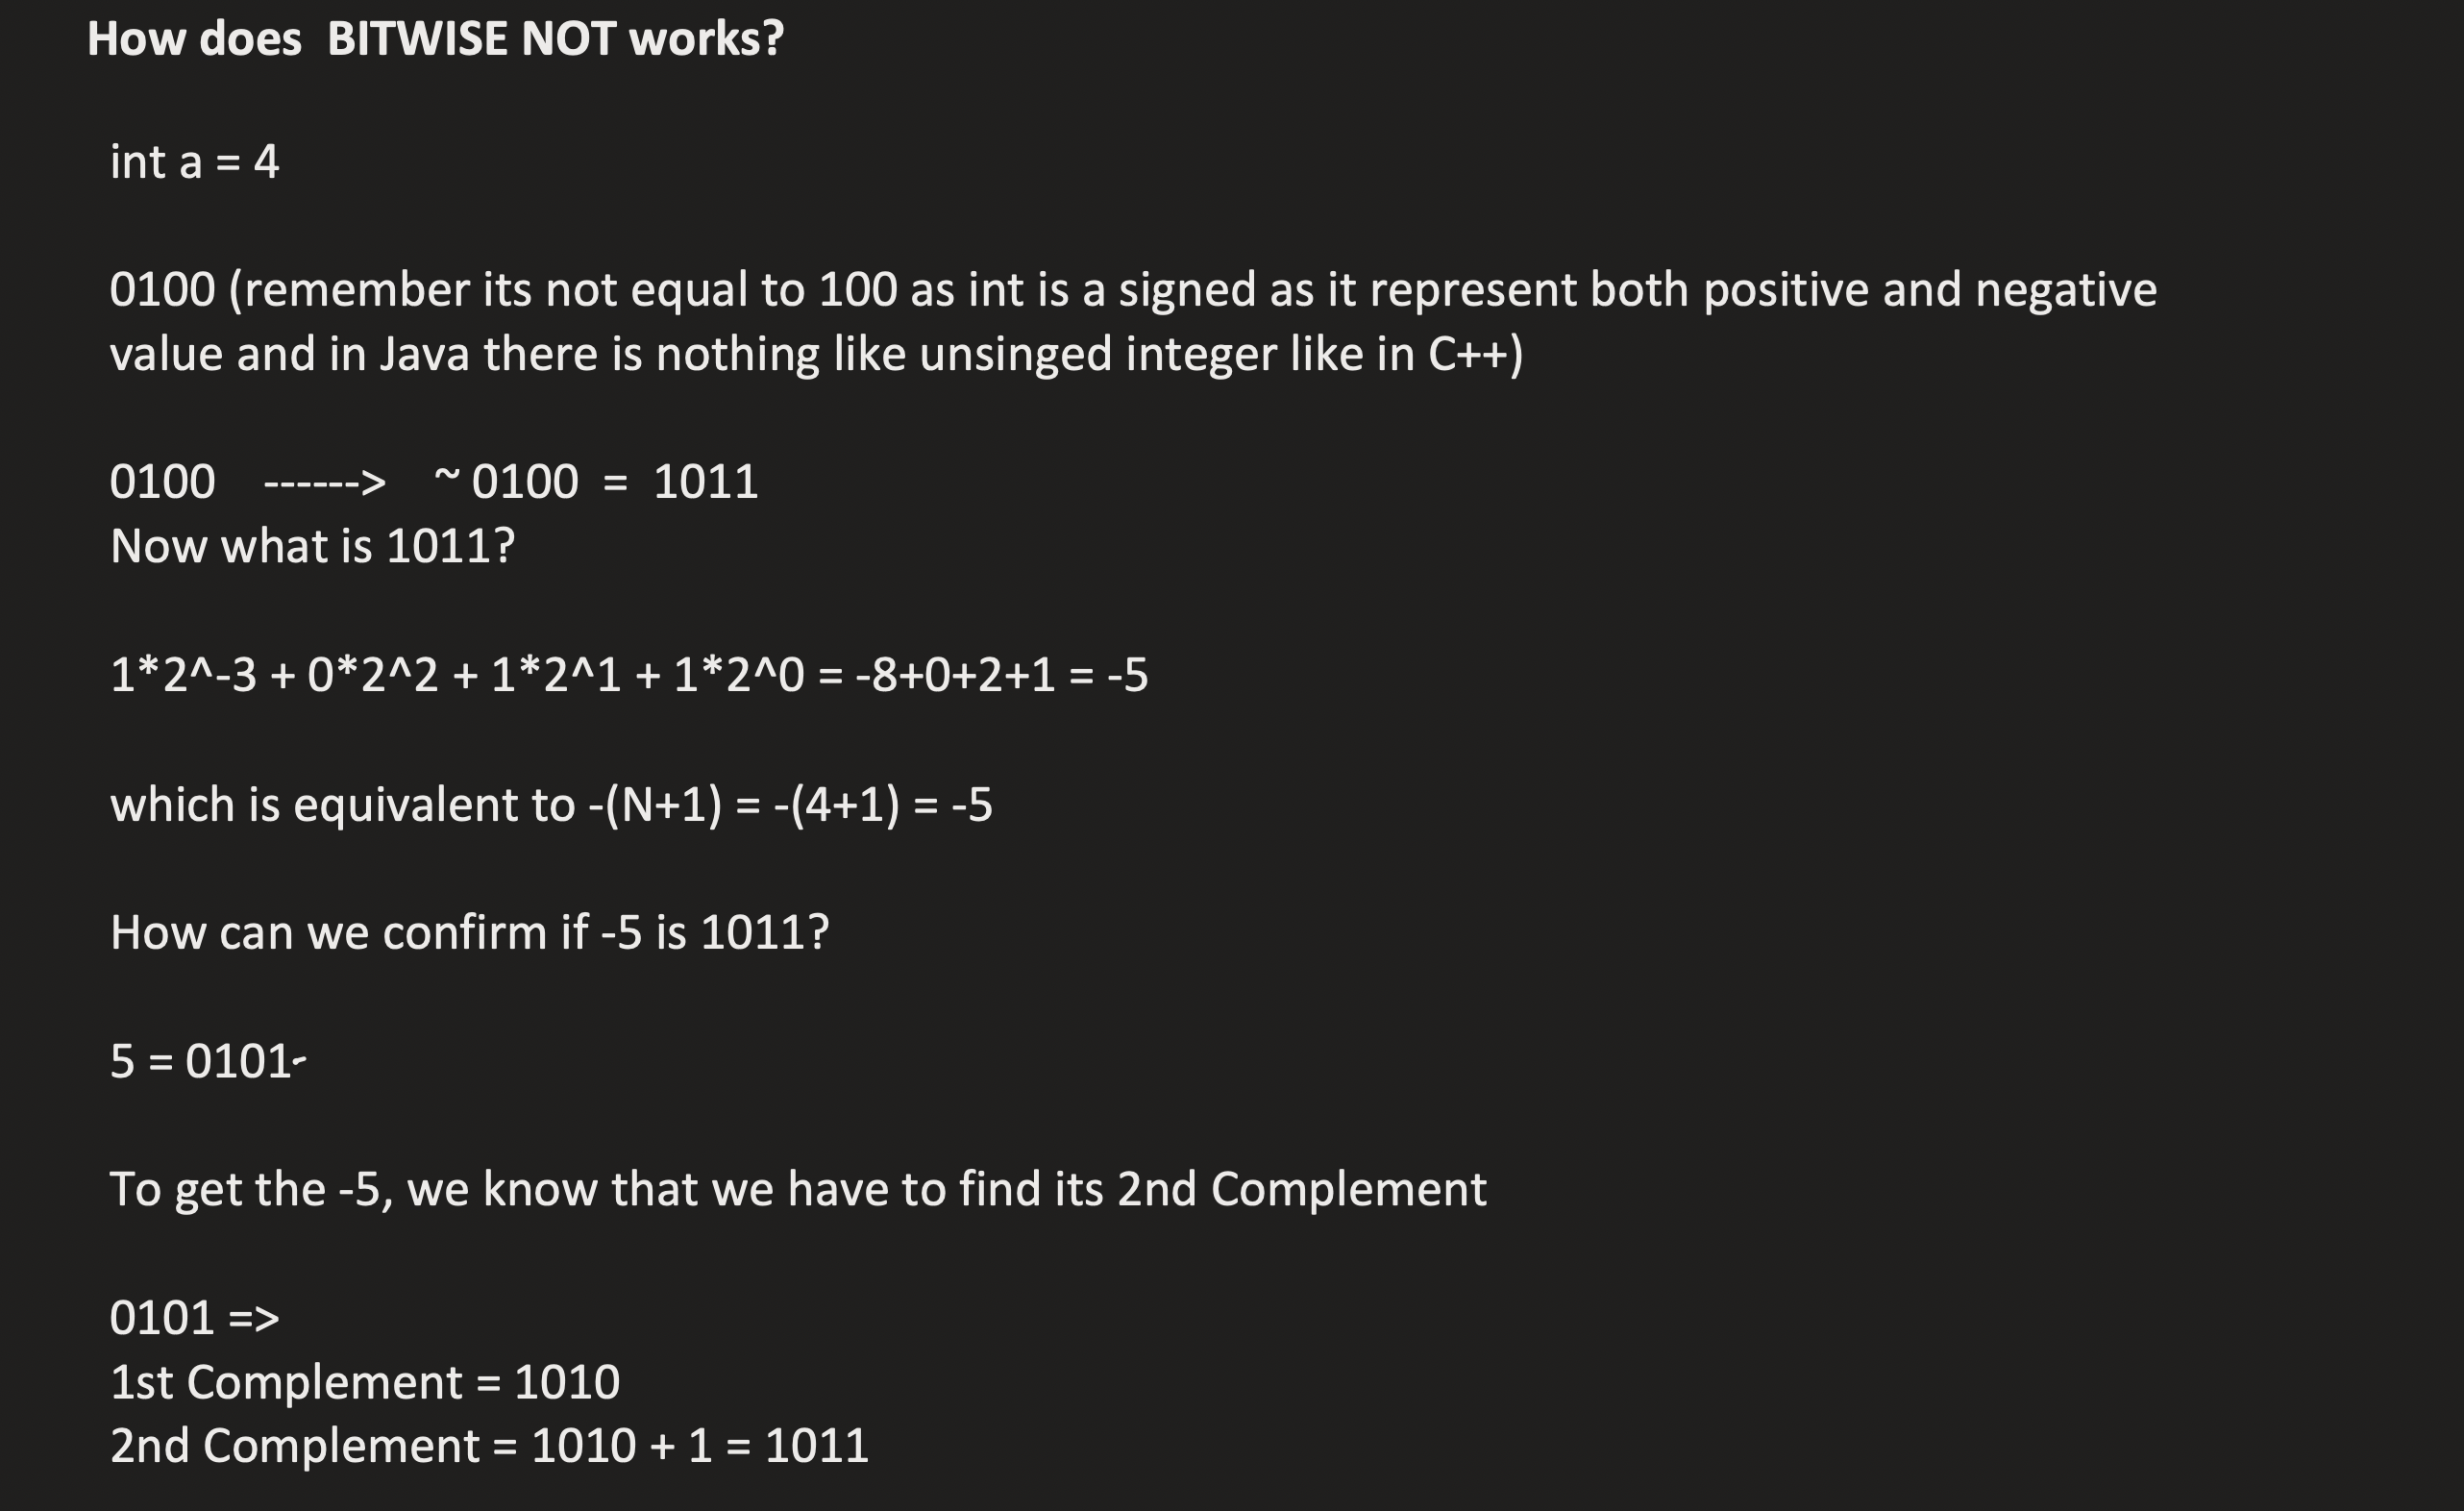 How does  BITWISE NOT works?
int a = 4
0100 (remember its not equal to 100 as int is a signed as it represent both positive and negative
value and in Java there is nothing like unsinged integer like in C++)
0100   ------>   ~ 0100  =  1011
Now what is 1011?
1*2^-3 + 0*2^2 + 1*2^1 + 1*2^0 = -8+0+2+1 = -5
which is equivalent to -(N+1) = -(4+1) = -5
How can we confirm if -5 is 1011?
5 = 0101
To get the -5, we know that we have to find its 2nd Complement
0101 =>
1st Complement = 1010
2nd Complement = 1010 + 1 = 1011